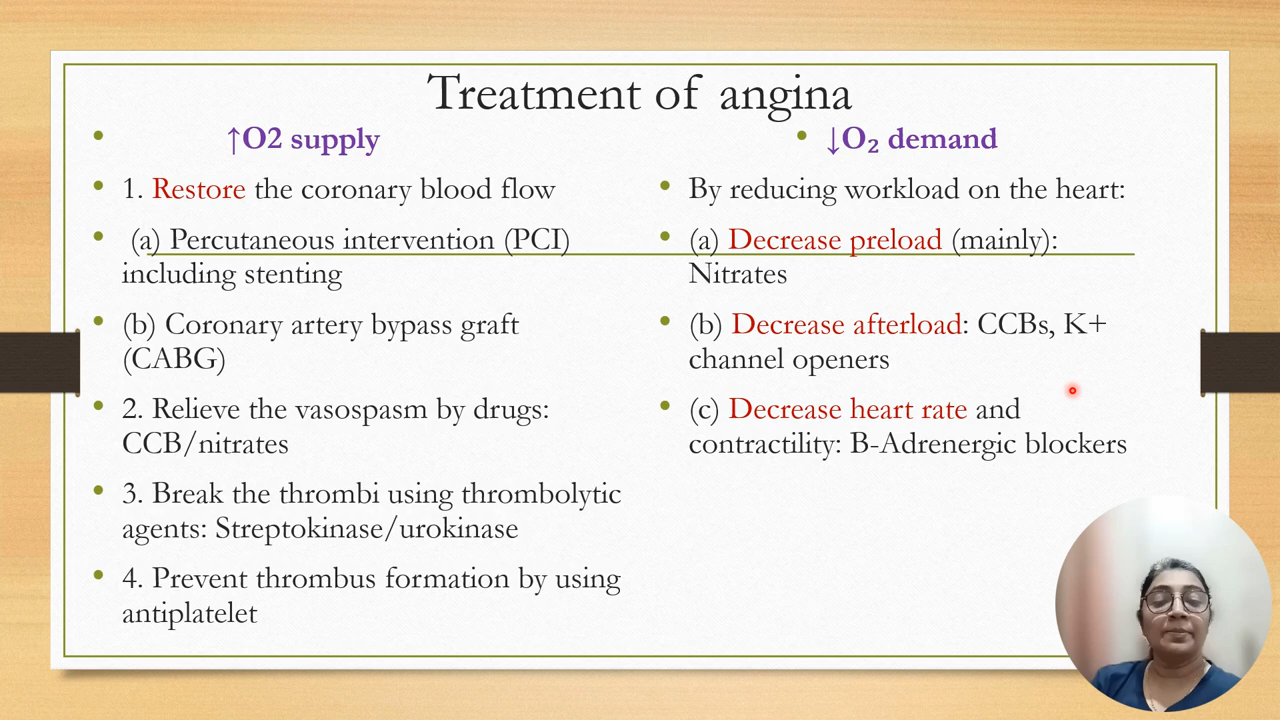 Treatment of angina
↑O2 supply
1. Restore the coronary blood flow
(a) Percutaneous intervention (PCI)
including stenting
(b) Coronary artery bypass graft
(CABG)
2. Relieve the vasospasm by drugs:
CCB/nitrates
3. Break the thrombi using thrombolytic
agents: Streptokinase/urokinase
4. Prevent thrombus formation by using
antiplatelet
↓O₂ demand
By reducing workload on the heart:
(a) Decrease preload (mainly):
Nitrates
(b) Decrease afterload: CCBs, K+
channel openers
(c) Decrease heart rate and
contractility: B-Adrenergic blockers